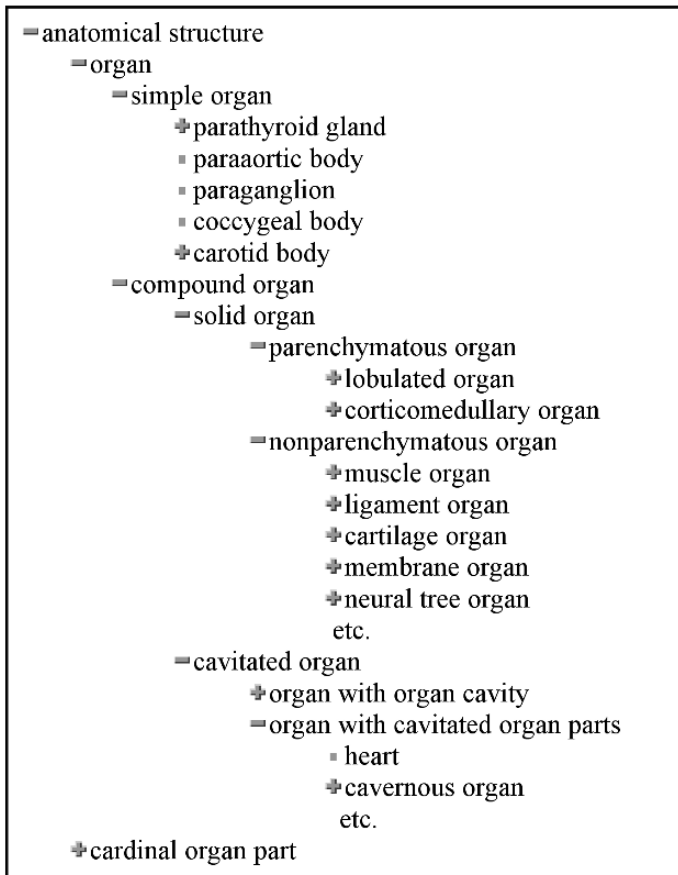 anatomical structure
organ
simple organ
parathyroid gland
paraaortic body
paraganglion
coccygeal body
carotid body
compound organ
solid organ
parenchymatous organ
lobulated organ
corticomedullary organ
nonparenchymatous organ
muscle organ
ligament organ
cartilage organ
membrane organ
neural tree organ
etc.
cavitated organ
organ with organ cavity
organ with cavitated organ parts
heart
cavernous organ
etc.
cardinal organ part